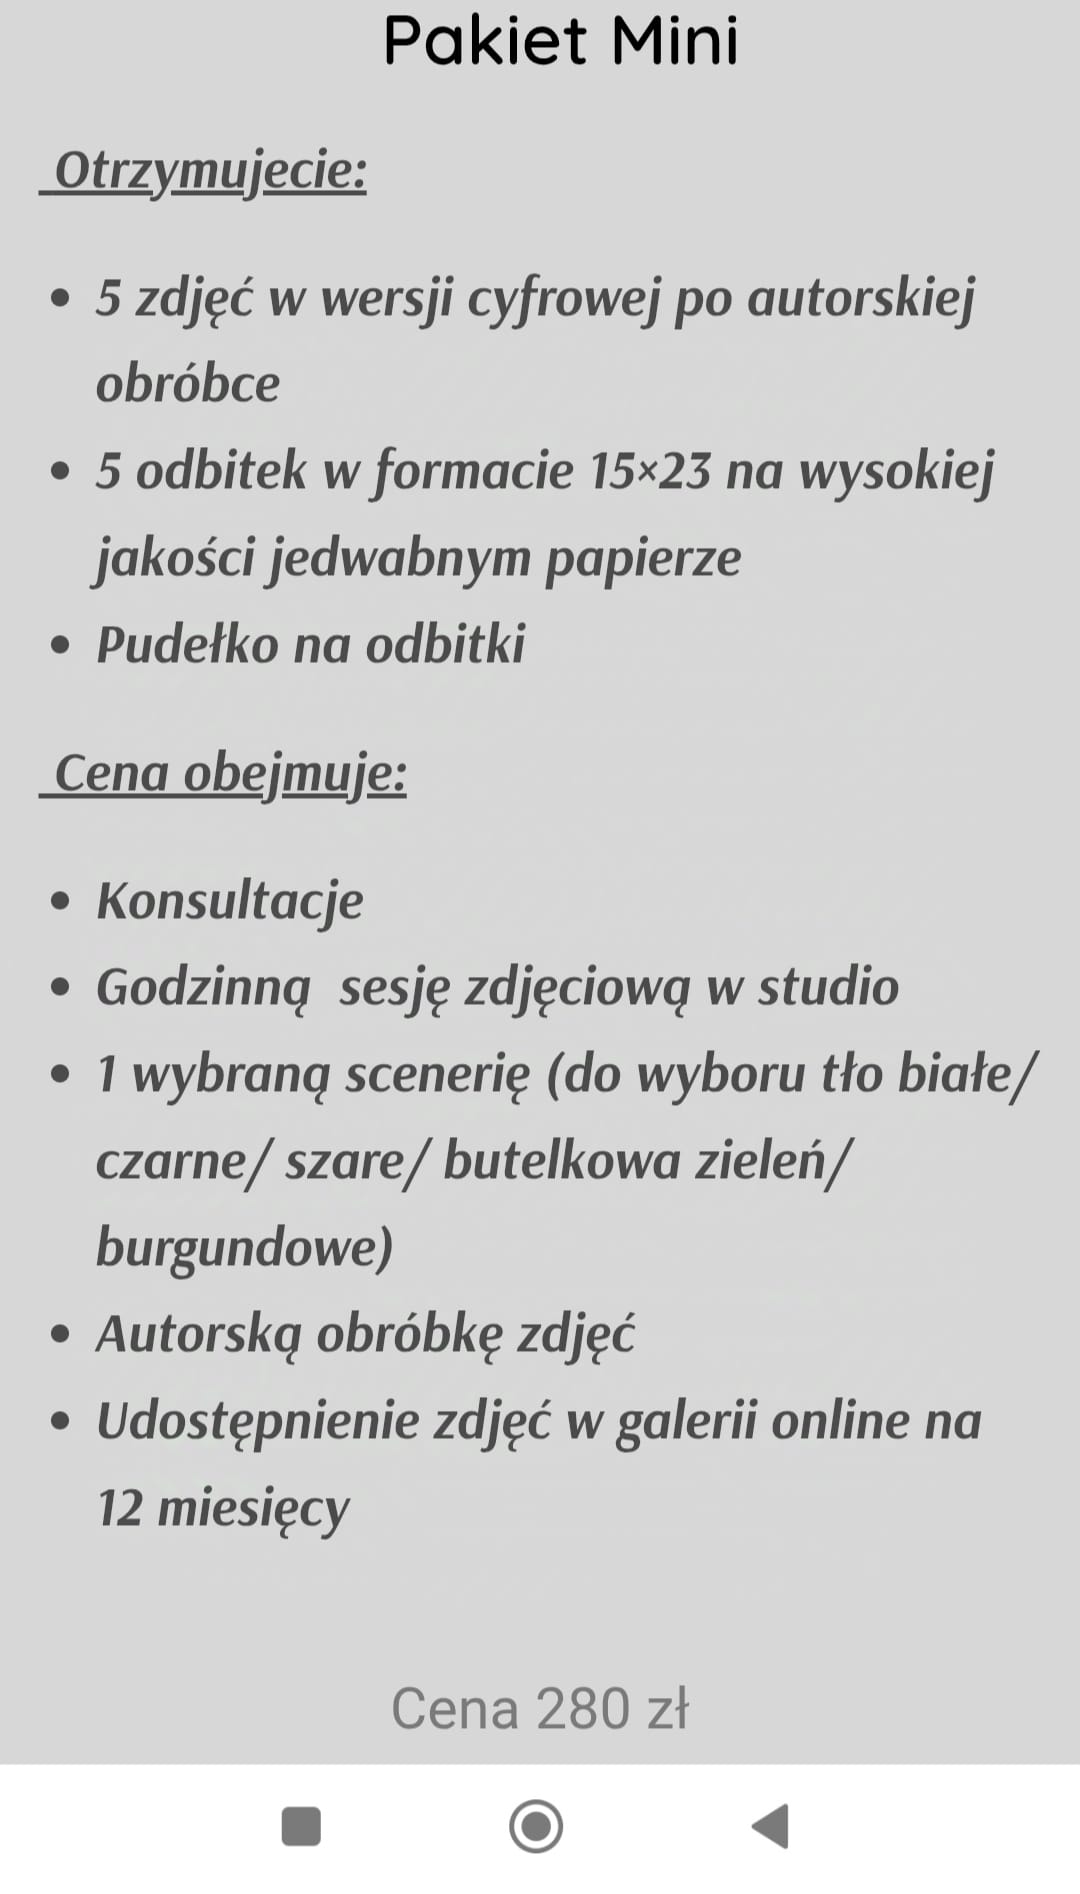 Pakiet Mini
Otrzymujecie:
• 5 zdjęć w wersji cyfrowej po autorskiej
obróbce
• 5 odbitek w formacie 15×23 na wysokiej
jakości jedwabnym papierze
• Pudełko na odbitki
Cena obejmuje:
• Konsultacje
• Godzinną  sesję zdjęciową w studio
• 1 wybraną scenerię (do wyboru tło białe/
czarne/ szare/ butelkowa zieleń/
burgundowe)
• Autorską obróbkę zdjęć
• Udostępnienie zdjęć w galerii online na
12 miesięcy
Cena 280 zł